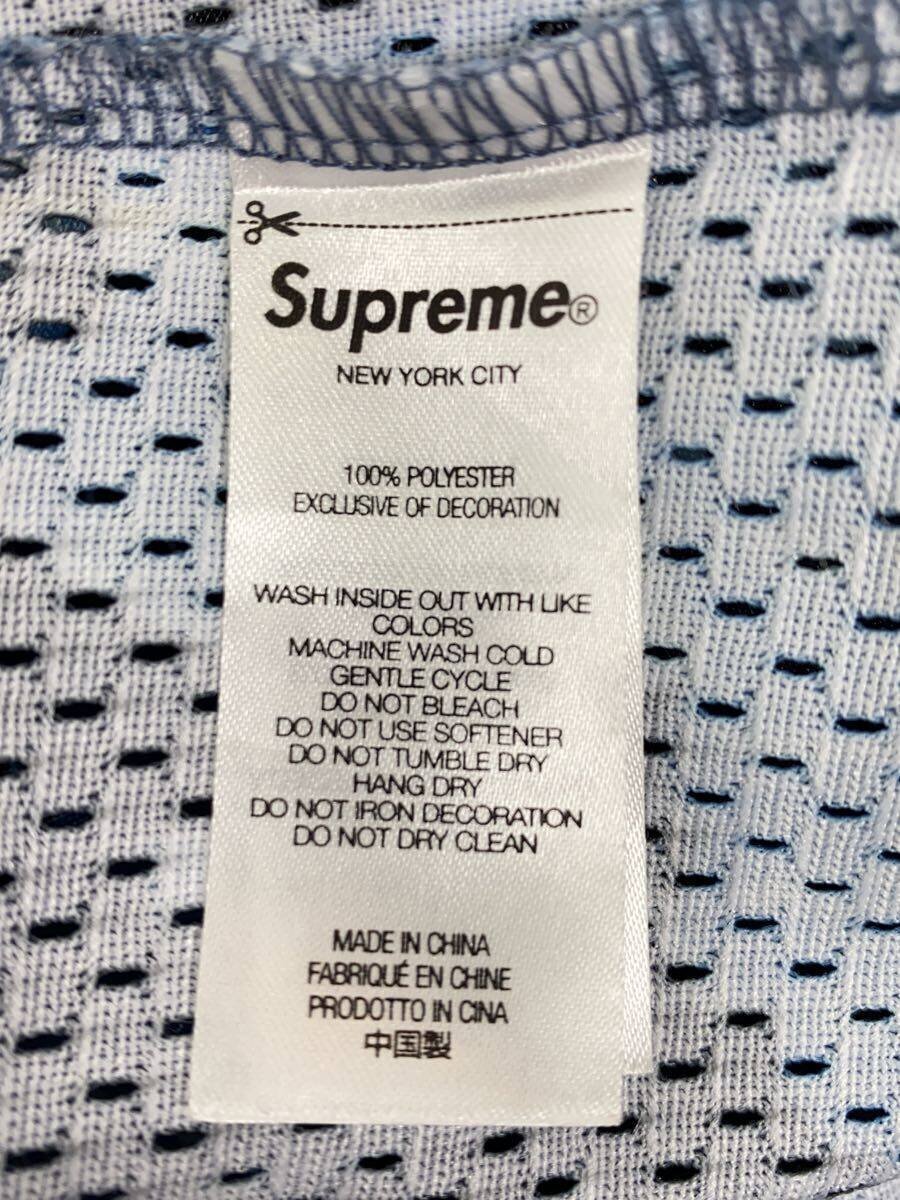 Supreme®
NEW YORK CITY
100% POLYESTER
EXCLUSIVE OF DECORATION
WASH INSIDE OUT WITH LIKE
COLORS
MACHINE WASH COLD
GENTLE CYCLE
DO NOT BLEACH
DO NOT USE SOFTENER
DO NOT TUMBLE DRY
HANG DRY
DO NOT IRON DECORATION
DO NOT DRY CLEAN
MADE IN CHINA
FABRIQUÉ EN CHINE
PRODOTTO IN CINA
中国製